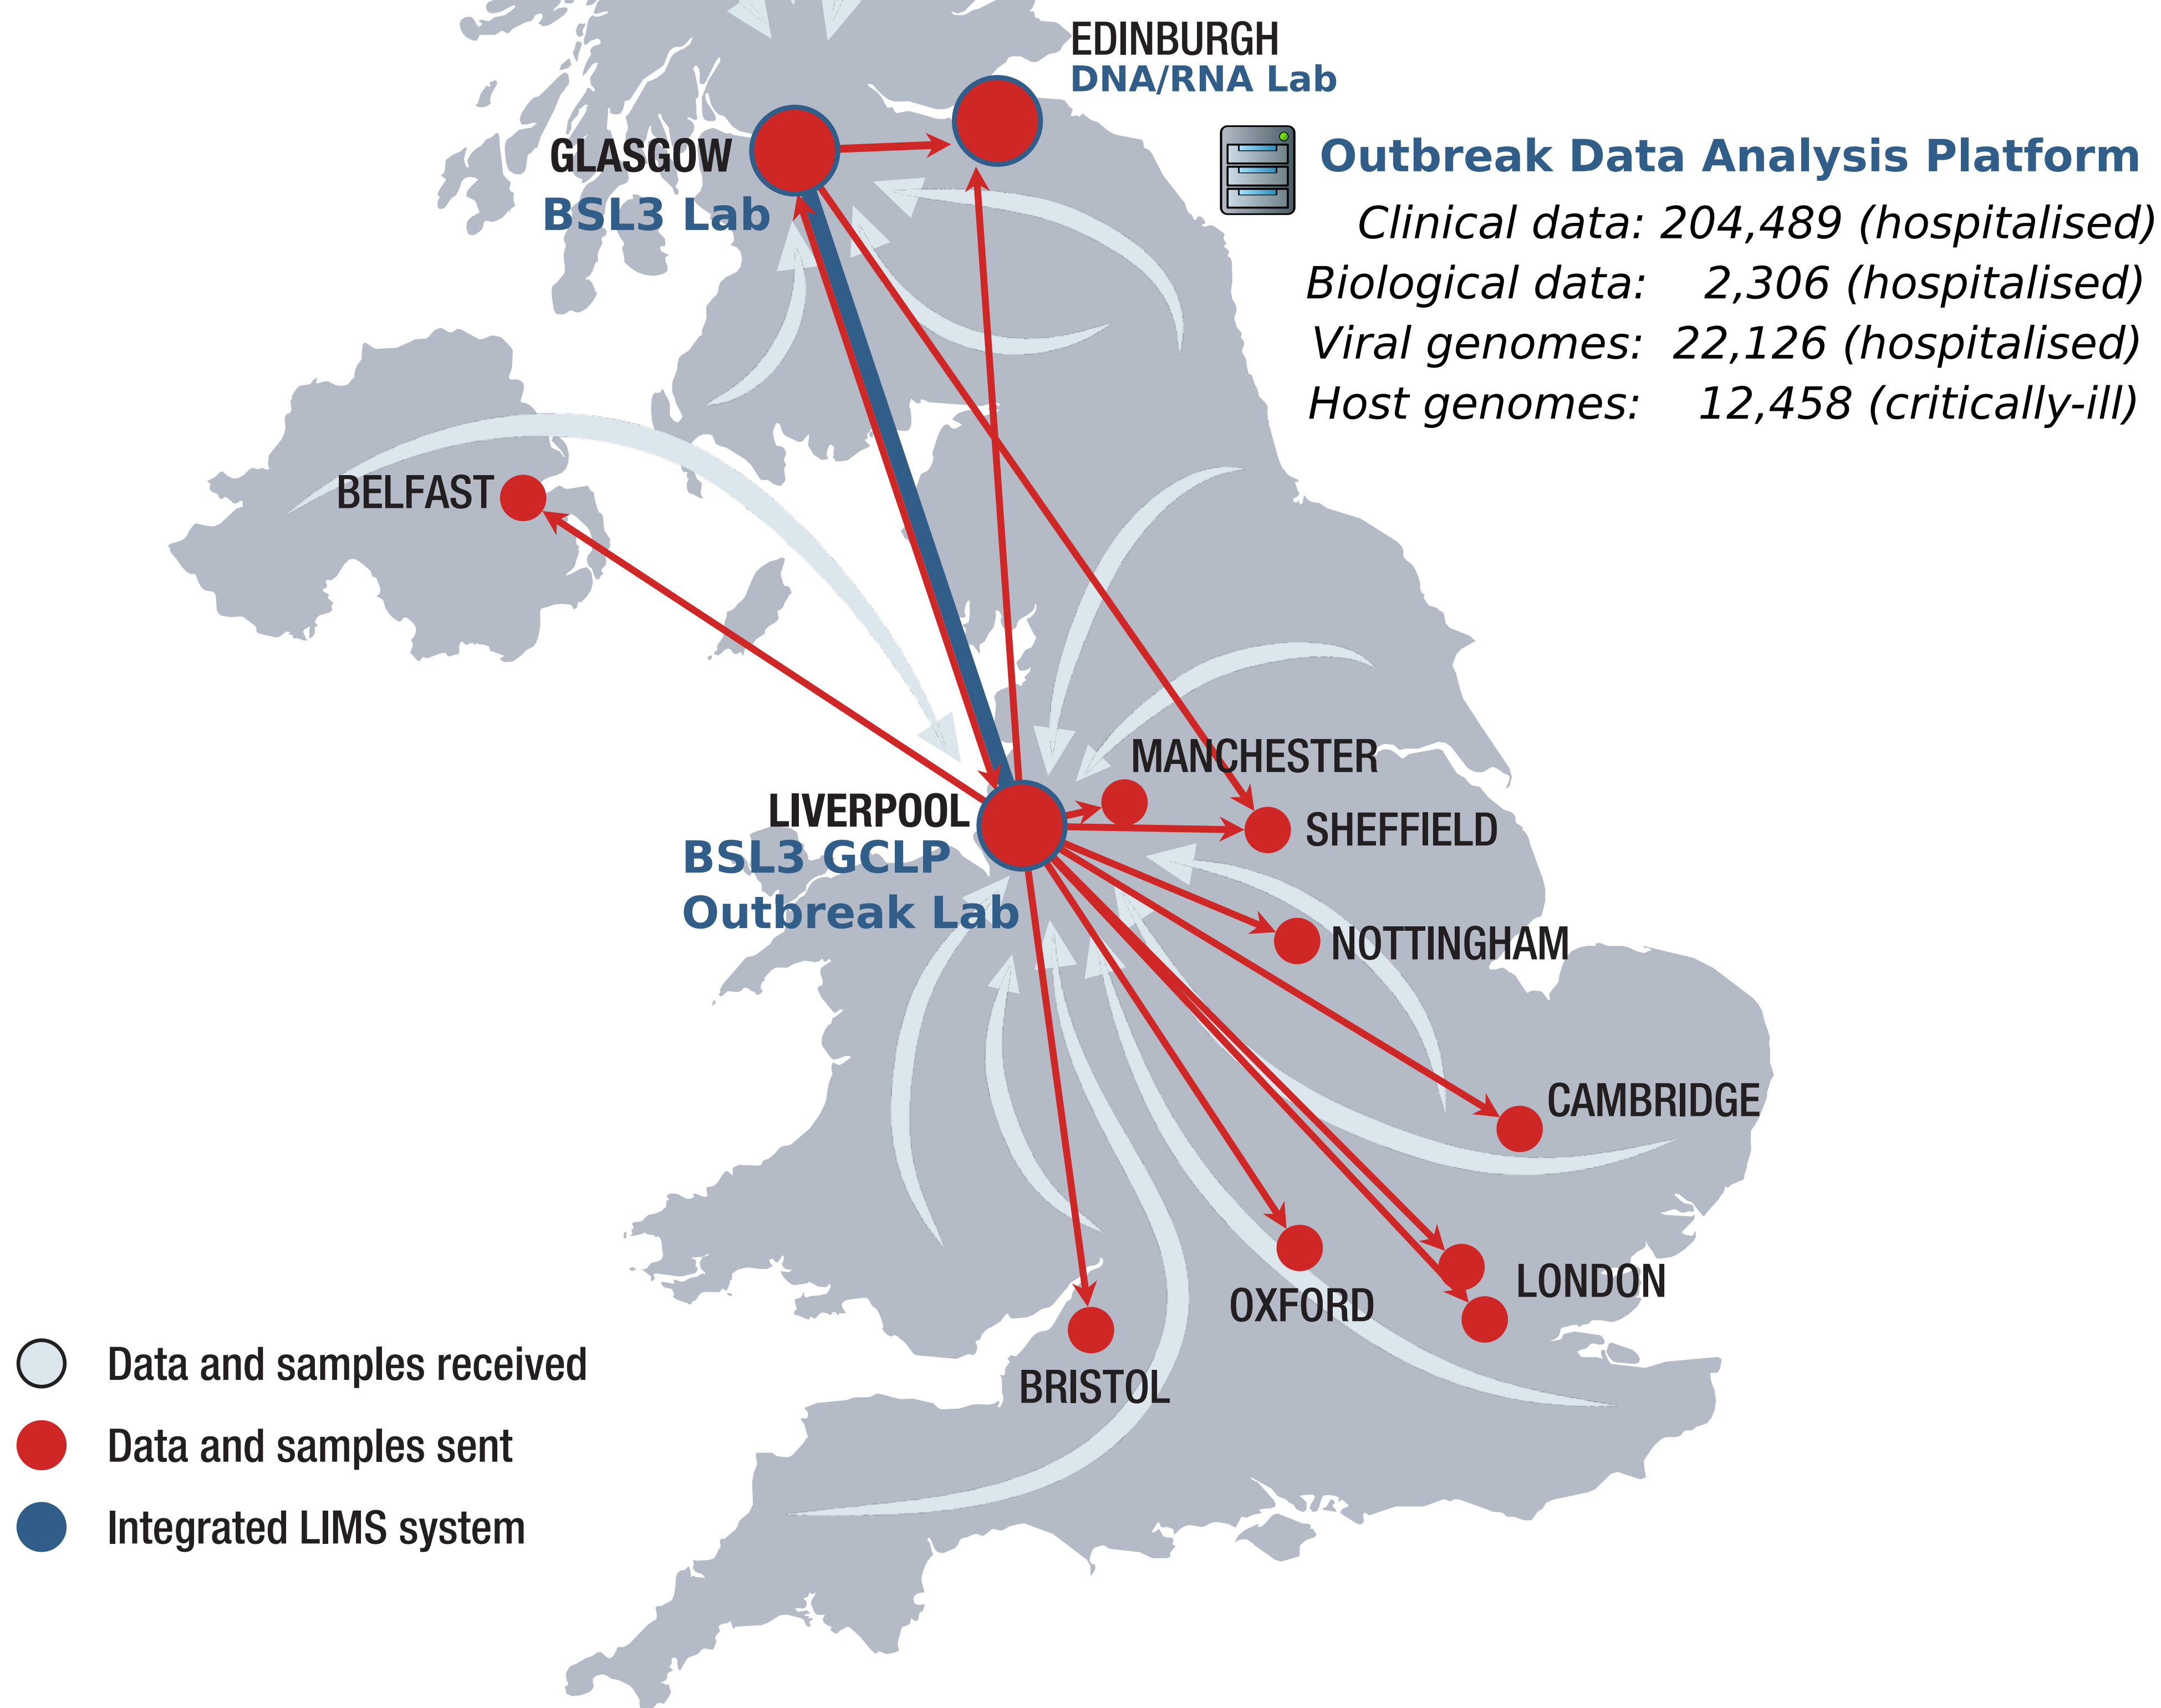 EDINBURGH
DNA/RNA Lab
GLASGOW
BSL3 Lab
Outbreak Data Analysis Platform
Clinical data: 204,489 (hospitalised)
Biological data: 2,306 (hospitalised)
Viral genomes: 22,126 (hospitalised)
Host genomes: 12,458 (critically-ill)
BELFAST
MANCHESTER
LIVERPOOL
BSL3 GCLP
Outbreak Lab
SHEFFIELD
NOTTINGHAM
CAMBRIDGE
LONDON
OXFORD
BRISTOL
Data and samples received
Data and samples sent
Integrated LIMS system